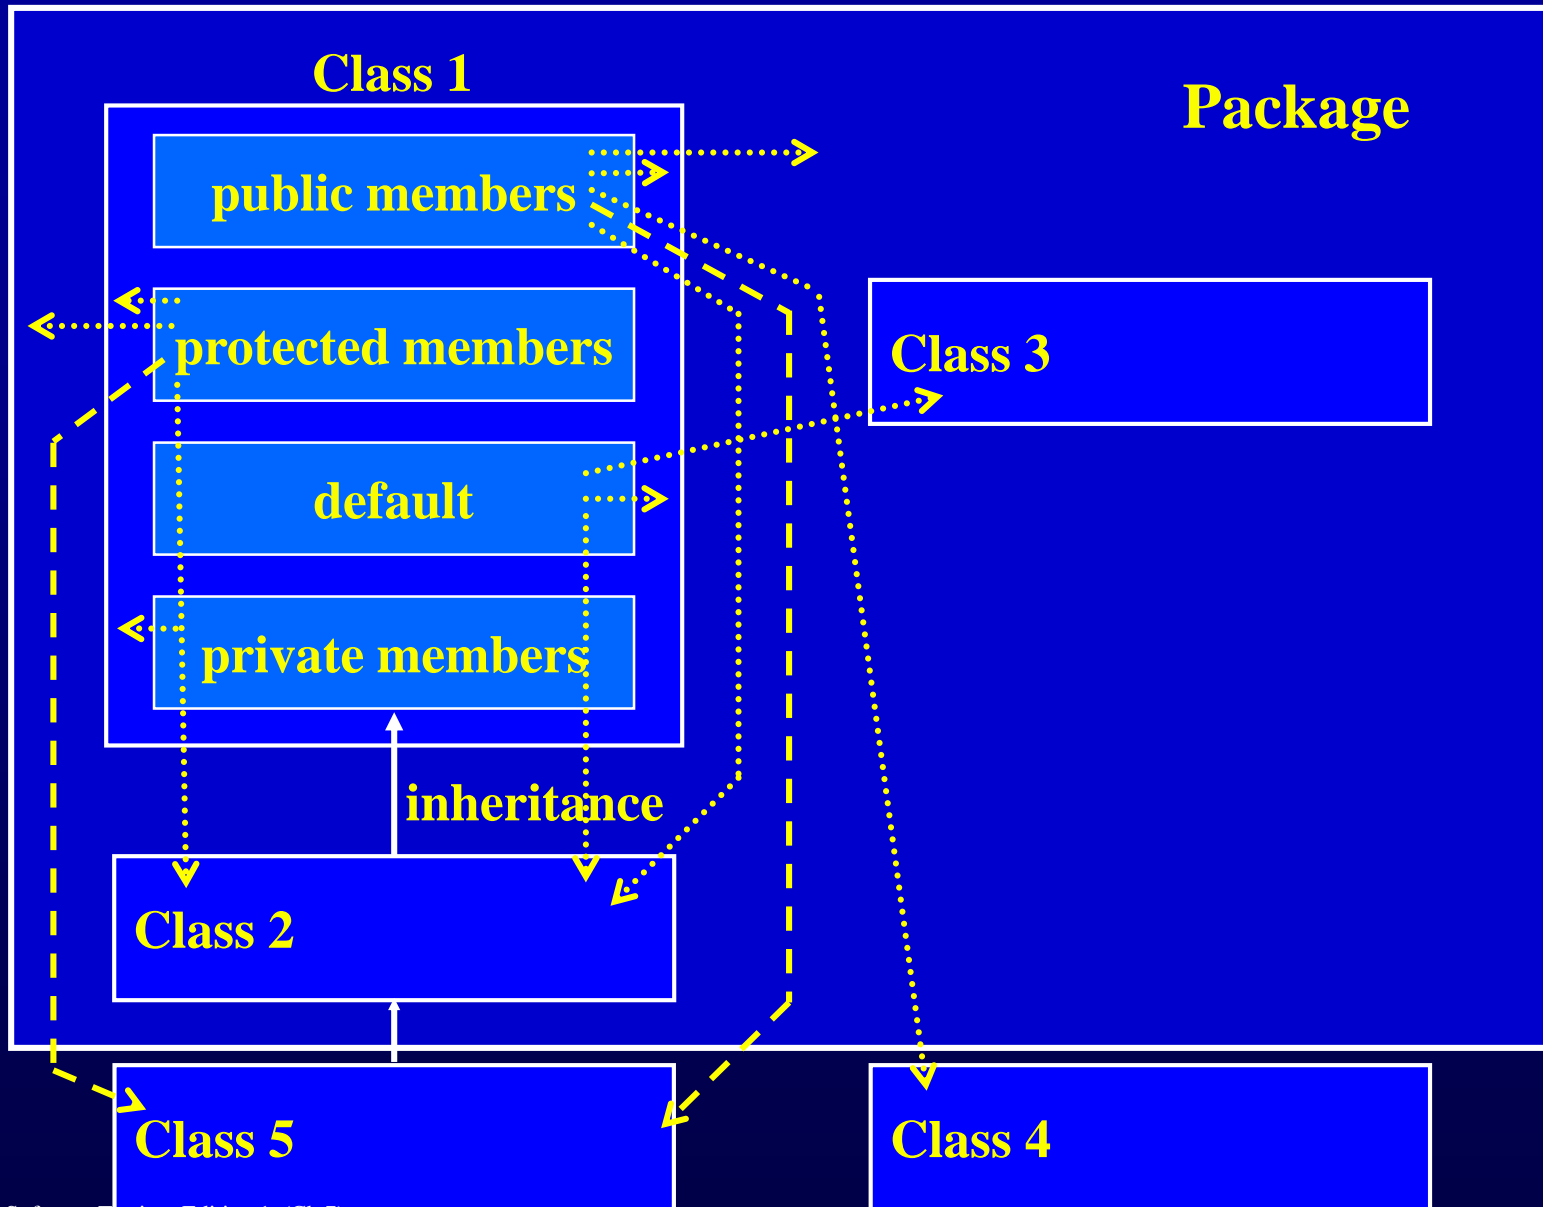 Class 1
Package
public members
protected members
Class 3
default
private members
inheritance
Class 2
Class 5
Class 4